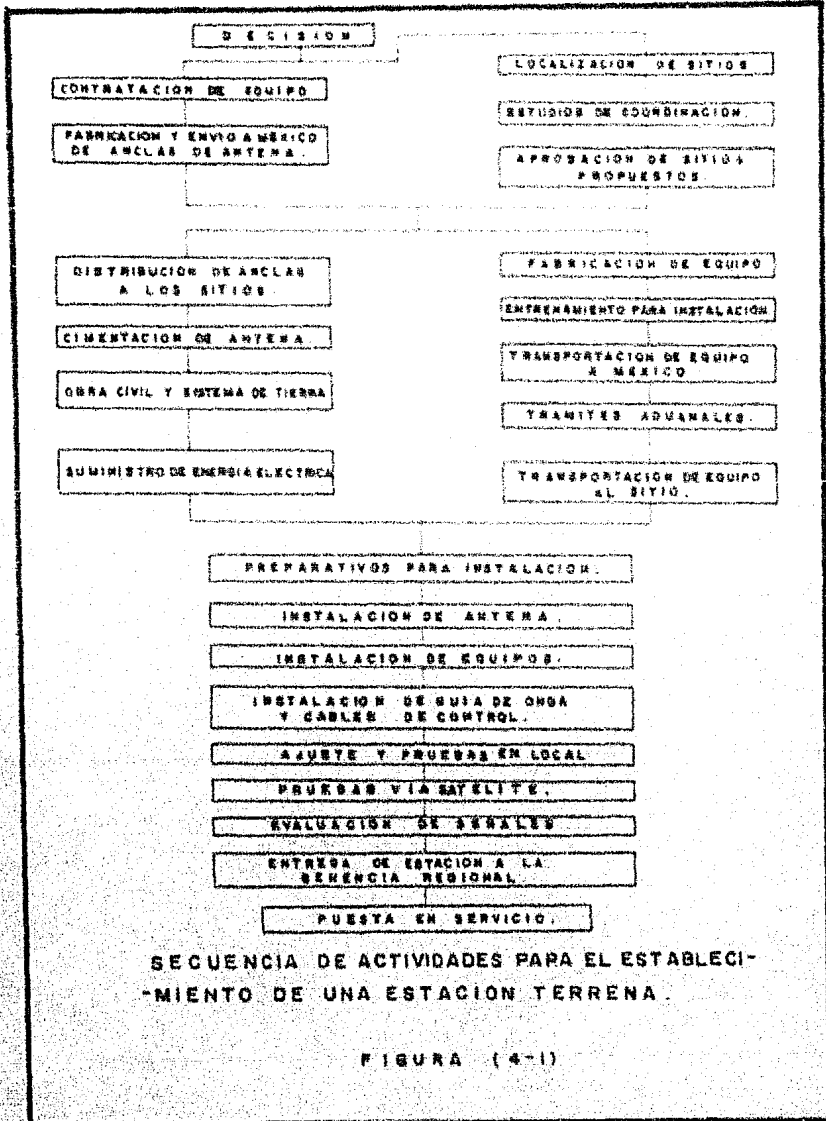 DECISION
CONTRATACION DE EQUIPO
FABRICACION Y ENVIO A MEXICO
DE ANCLAS DE ANTENA.
LOCALIZACION DE SITIOS
ESTUDIOS DE COORDINACION.
APROBACION DE SITIOS
PROPUESTOS.
DISTRIBUCION DE ANCLAS
A LOS SITIOS.
CIMENTACION DE ANTENA.
OBRA CIVIL Y SISTEMA DE TIERRA
SUMINISTRO DE ENERGIA ELECTRICA
FABRICACION DE EQUIPO
ENTRENAMIENTO PARA INSTALACION
TRANSPORTACION DE EQUIPO
A MEXICO
TRAMITES ADUANALES.
TRANSPORTACION DE EQUIPO
AL SITIO.
PREPARATIVOS PARA INSTALACION.
INSTALACION DE ANTENA.
INSTALACION DE EQUIPOS.
INSTALACION DE GUIA DE ONDA
Y CABLES DE CONTROL.
AJUSTE Y PRUEBAS EN LOCAL
PRUEBAS VIA SATELITE.
EVALUACION DE SEÑALES
ENTREGA DE ESTACION A LA
GERENCIA REGIONAL
PUESTA EN SERVICIO.
SECUENCIA DE ACTIVIDADES PARA EL ESTABLECI-
-MIENTO DE UNA ESTACION TERRENA.
FIGURA (4-1)